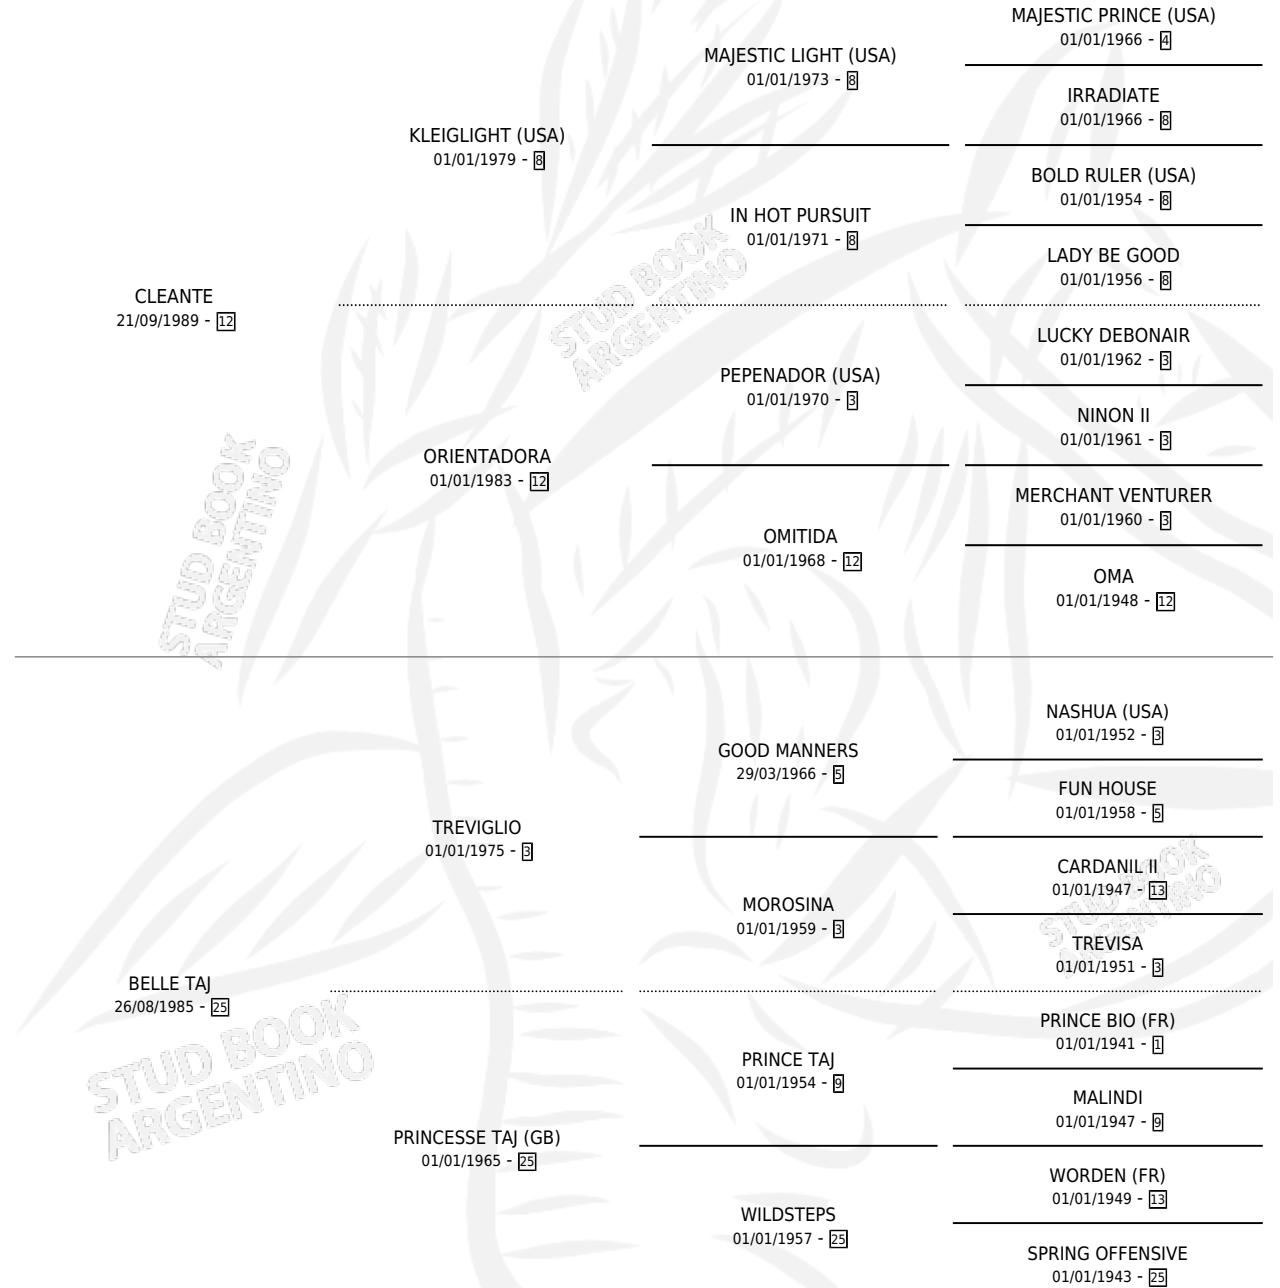 MAJESTIC PRINCE (USA)
01/01/1966 - 4
MAJESTIC LIGHT (USA)
01/01/1973 - 8
IRRADIATE
01/01/1966 - 8
KLEIGLIGHT (USA)
01/01/1979 - 8
BOLD RULER (USA)
01/01/1954 - 8
IN HOT PURSUIT
01/01/1971 - 8
LADY BE GOOD
01/01/1956 - 8
CLEANTE
21/09/1989 - 12
LUCKY DEBONAIR
01/01/1962 - 3
PEPENADOR (USA)
01/01/1970 - 3
NINON II
01/01/1961 - 3
ORIENTADORA
01/01/1983 - 12
MERCHANT VENTURER
01/01/1960 - 3
OMITIDA
01/01/1968 - 12
OMA
01/01/1948 - 12
NASHUA (USA)
01/01/1952 - 3
GOOD MANNERS
29/03/1966 - 5
FUN HOUSE
01/01/1958 - 5
TREVIGLIO
01/01/1975 - 3
CARDANIL II
01/01/1947 - 13
MOROSINA
01/01/1959 - 3
TREVISA
01/01/1951 - 3
BELLE TAJ
26/08/1985 - 25
PRINCE BIO (FR)
01/01/1941 - 1
PRINCE TAJ
01/01/1954 - 9
MALINDI
01/01/1947 - 9
PRINCESSE TAJ (GB)
01/01/1965 - 25
WORDEN (FR)
01/01/1949 - 13
WILDSTEPS
01/01/1957 - 25
SPRING OFFENSIVE
01/01/1943 - 25
STUD BOOK
ARGENTINO
STUD BOOK
ARGENTINO
STUD BOOK
ARGENTINO
STUD BOOK
ARGENTINO